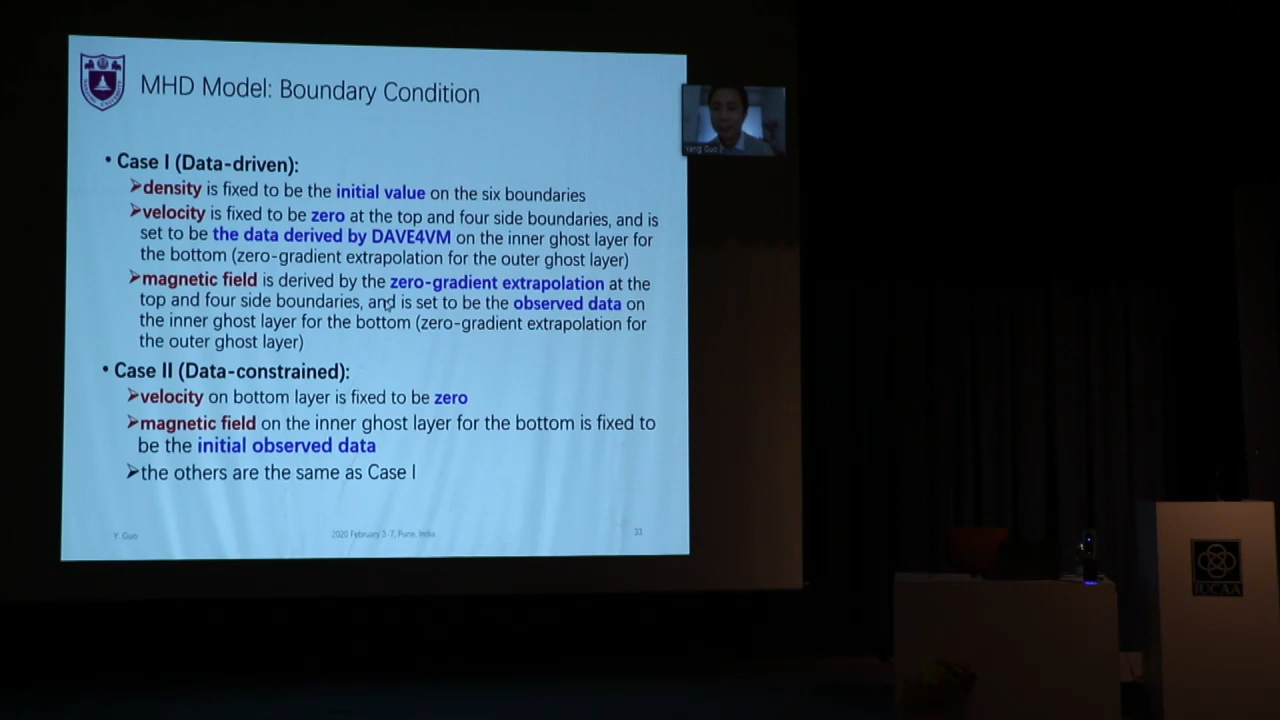 MHD Model: Boundary Condition
Yang Guo
• Case I (Data-driven):
➢density is fixed to be the initial value on the six boundaries
➢velocity is fixed to be zero at the top and four side boundaries, and is
set to be the data derived by DAVE4VM on the inner ghost layer for
the bottom (zero-gradient extrapolation for the outer ghost layer)
➢magnetic field is derived by the zero-gradient extrapolation at the
top and four side boundaries, and is set to be the observed data on
the inner ghost layer for the bottom (zero-gradient extrapolation for
the outer ghost layer)
• Case II (Data-constrained):
➢velocity on bottom layer is fixed to be zero
➢magnetic field on the inner ghost layer for the bottom is fixed to
be the initial observed data
➢the others are the same as Case I
Y. Guo
2020 February 3-7, Pune, India
33
IUCAA